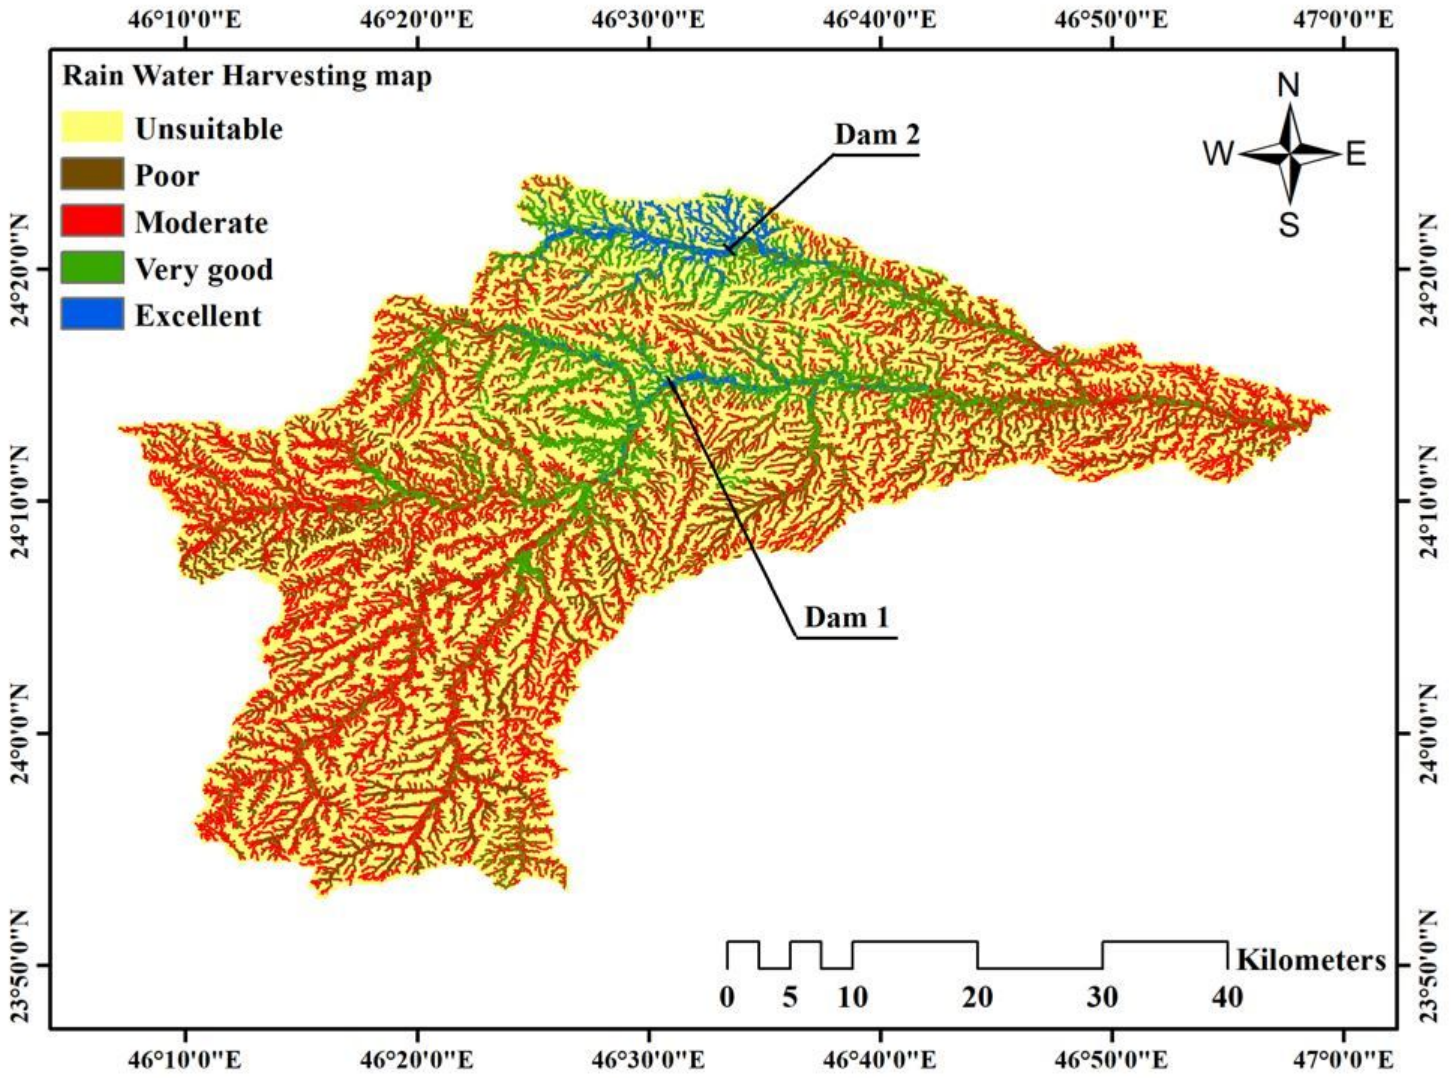 46°10'0"E 46°20'0"E 46°30'0"E 46°40'0"E 46°50'0"E 47°0'0"E
Rain Water Harvesting map
Unsuitable
Poor
Moderate
Very good
Excellent
N
W E
S
Dam 2
Dam 1
24°20'0"N
24°10'0"N
24°0'0"N
23°50'0"N
24°20'0"N
24°10'0"N
24°0'0"N
23°50'0"N
Kilometers
0 5 10 20 30 40
46°10'0"E 46°20'0"E 46°30'0"E 46°40'0"E 46°50'0"E 47°0'0"E